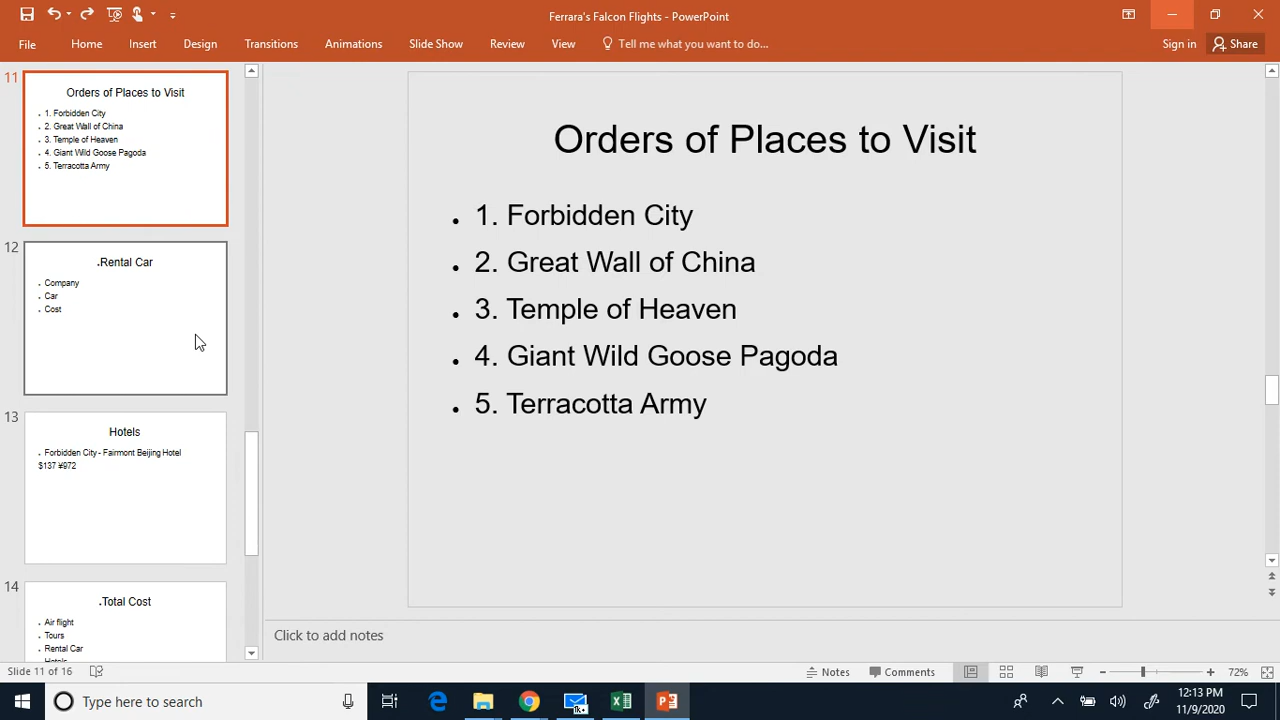 Ferrara's Falcon Flights - PowerPoint
File Home Insert Design Transitions Animations Slide Show Review View Tell me what you want to do... Sign in Share
11
Orders of Places to Visit
• 1. Forbidden City
• 2. Great Wall of China
• 3. Temple of Heaven
• 4. Giant Wild Goose Pagoda
• 5. Terracotta Army
12
.Rental Car
• Company
• Car
• Cost
13
Hotels
• Forbidden City - Fairmont Beijing Hotel
$137 ¥972
14
.Total Cost
• Air flight
• Tours
• Rental Car
• Hotels
Orders of Places to Visit
• 1. Forbidden City
• 2. Great Wall of China
• 3. Temple of Heaven
• 4. Giant Wild Goose Pagoda
• 5. Terracotta Army
Click to add notes
Slide 11 of 16 Notes Comments 72%
Type here to search
1k+
12:13 PM
11/9/2020